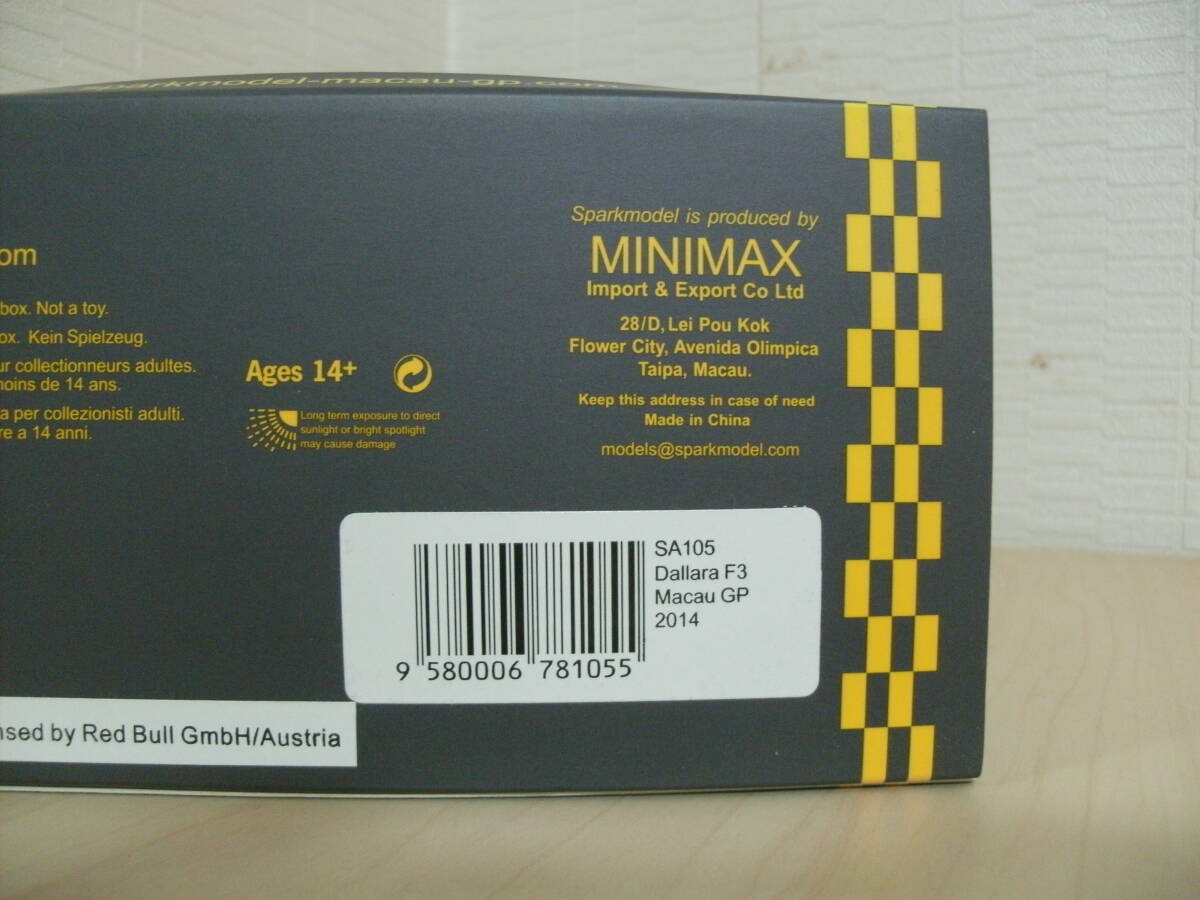 sparkmodel-macau-gp.com
Sparkmodel is produced by
MINIMAX
Import & Export Co Ltd
28/D, Lei Pou Kok
Flower City, Avenida Olimpica
Taipa, Macau.
Keep this address in case of need
Made in China
models@sparkmodel.com
om
box. Not a toy.
ox. Kein Spielzeug.
ur collectionneurs adultes.
moins de 14 ans.
a per collezionisti adulti.
re a 14 anni.
Ages 14+
Long term exposure to direct
sunlight or bright spotlight
may cause damage
SA105
Dallara F3
Macau GP
2014
9 580006 781055
nsed by Red Bull GmbH/Austria